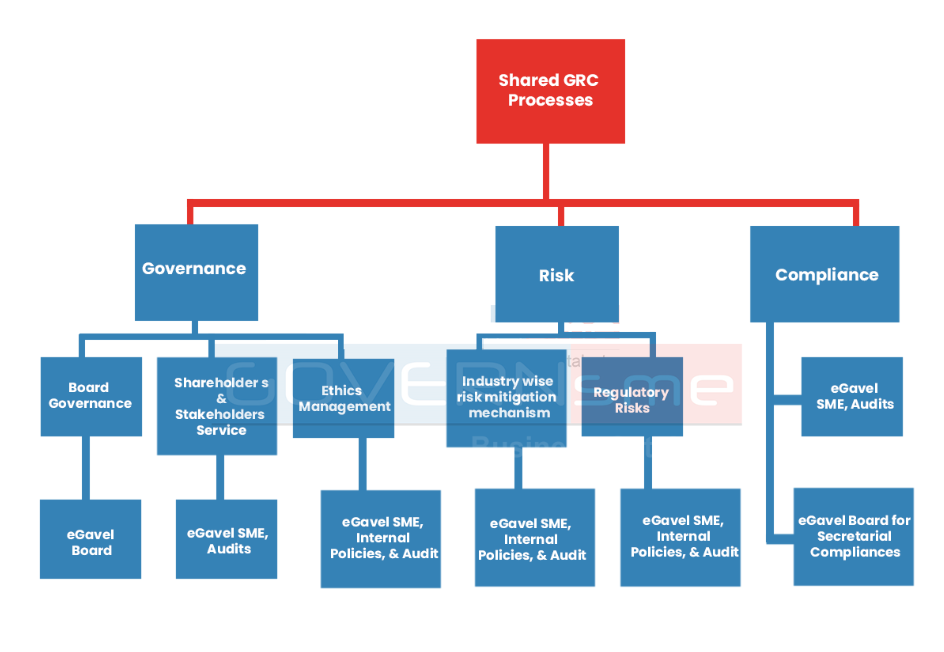 Shared GRC
Processes
Governance
Risk
Compliance
Board
Governance
Shareholder s
&
Stakeholders
Service
Ethics
Management
Industry wise
risk mitigation
mechanism
Regulatory
Risks
eGavel
SME, Audits
eGavel
Board
eGavel SME,
Audits
eGavel SME,
Internal
Policies, & Audit
eGavel SME,
Internal
Policies, & Audit
eGavel SME,
Internal
Policies, & Audit
eGavel Board for
Secretarial
Compliances
GOVERNSme